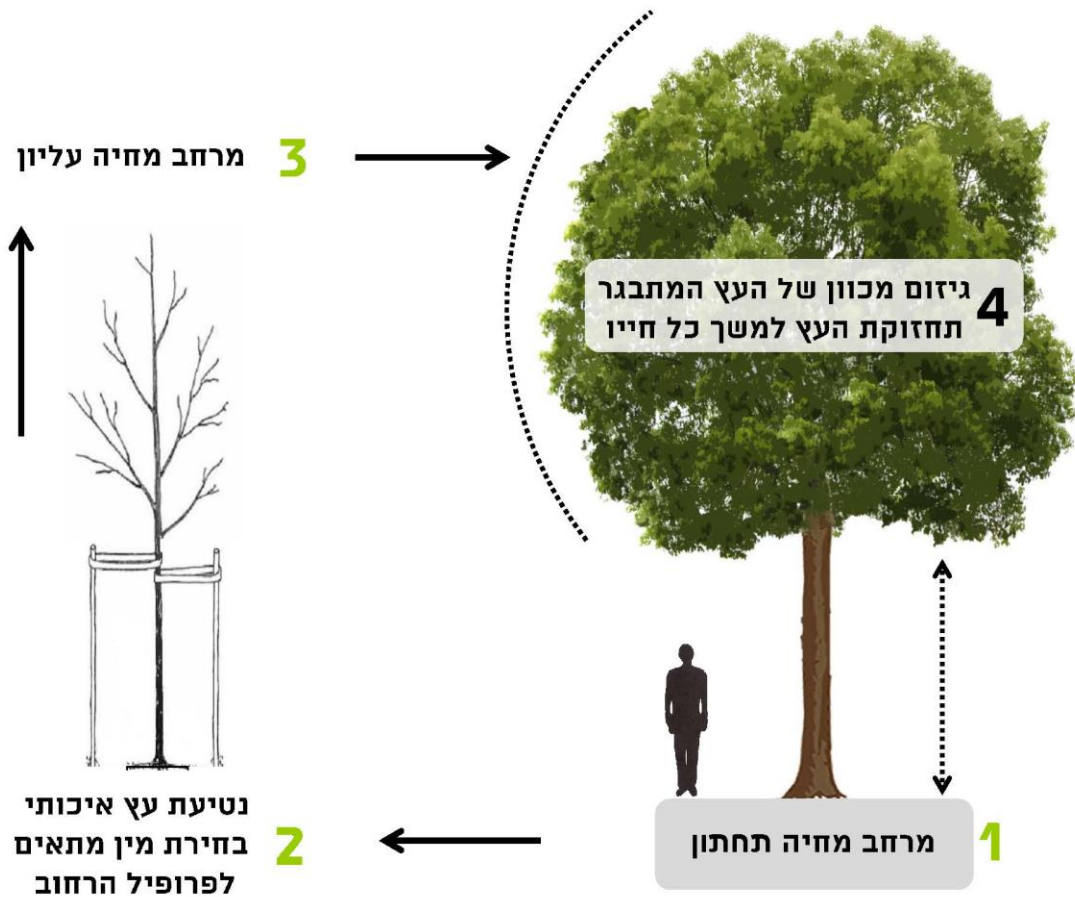 1 מרחב מחיה תחתון
2 נטיעת עץ איכותי
בחירת מין מתאים
לפרופיל הרחוב
3 מרחב מחיה עליון
4 גיזום מכוון של העץ המתבגר
תחזוקת העץ למשך כל חייו